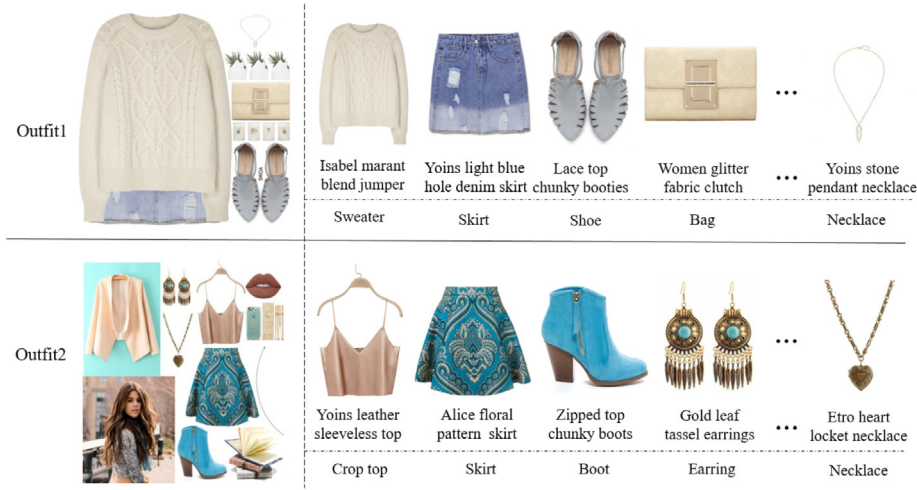 Outfit1
Isabel marant
blend jumper
Yoins light blue
hole denim skirt
Lace top
chunky booties
Women glitter
fabric clutch
...
Yoins stone
pendant necklace
Sweater
Skirt
Shoe
Bag
Necklace
Outfit2
Yoins leather
sleeveless top
Alice floral
pattern skirt
Zipped top
chunky boots
Gold leaf
tassel earrings
...
Etro heart
locket necklace
Crop top
Skirt
Boot
Earring
Necklace